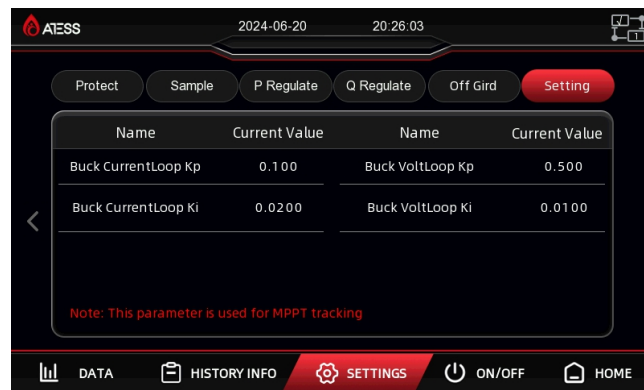 ATESS 2024-06-20 20:26:03
1
Protect Sample P Regulate Q Regulate Off Gird Setting
Name Current Value Name Current Value
Buck CurrentLoop Kp 0.100 Buck VoltLoop Kp 0.500
Buck CurrentLoop Ki 0.0200 Buck VoltLoop Ki 0.0100
Note: This parameter is used for MPPT tracking
DATA HISTORY INFO SETTINGS ON/OFF HOME